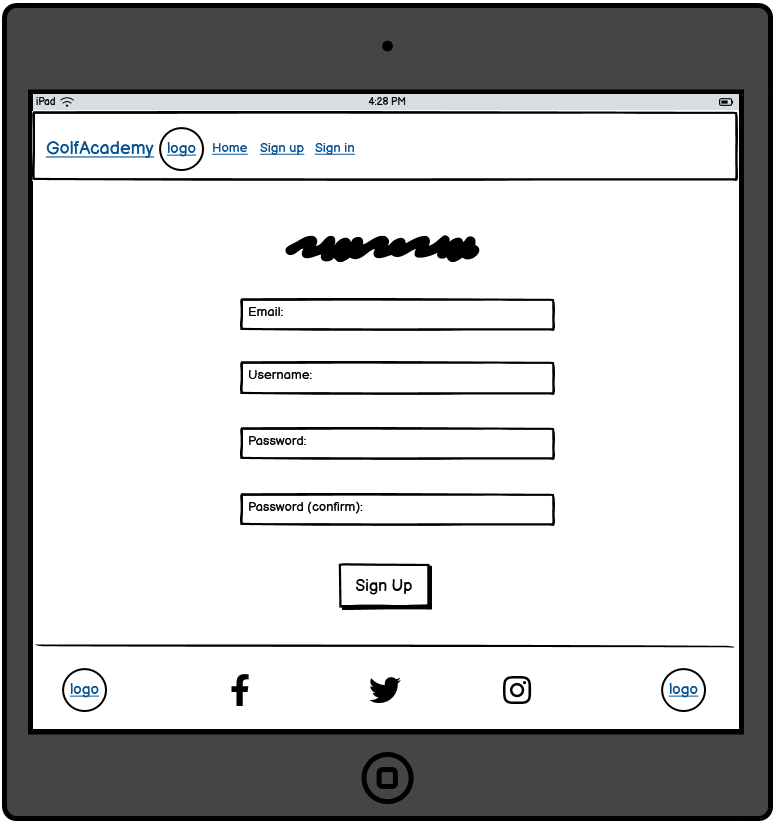 iPad 4:28 PM
GolfAcademy logo Home Sign up Sign in
Email:
Username:
Password:
Password (confirm):
Sign Up
logo logo